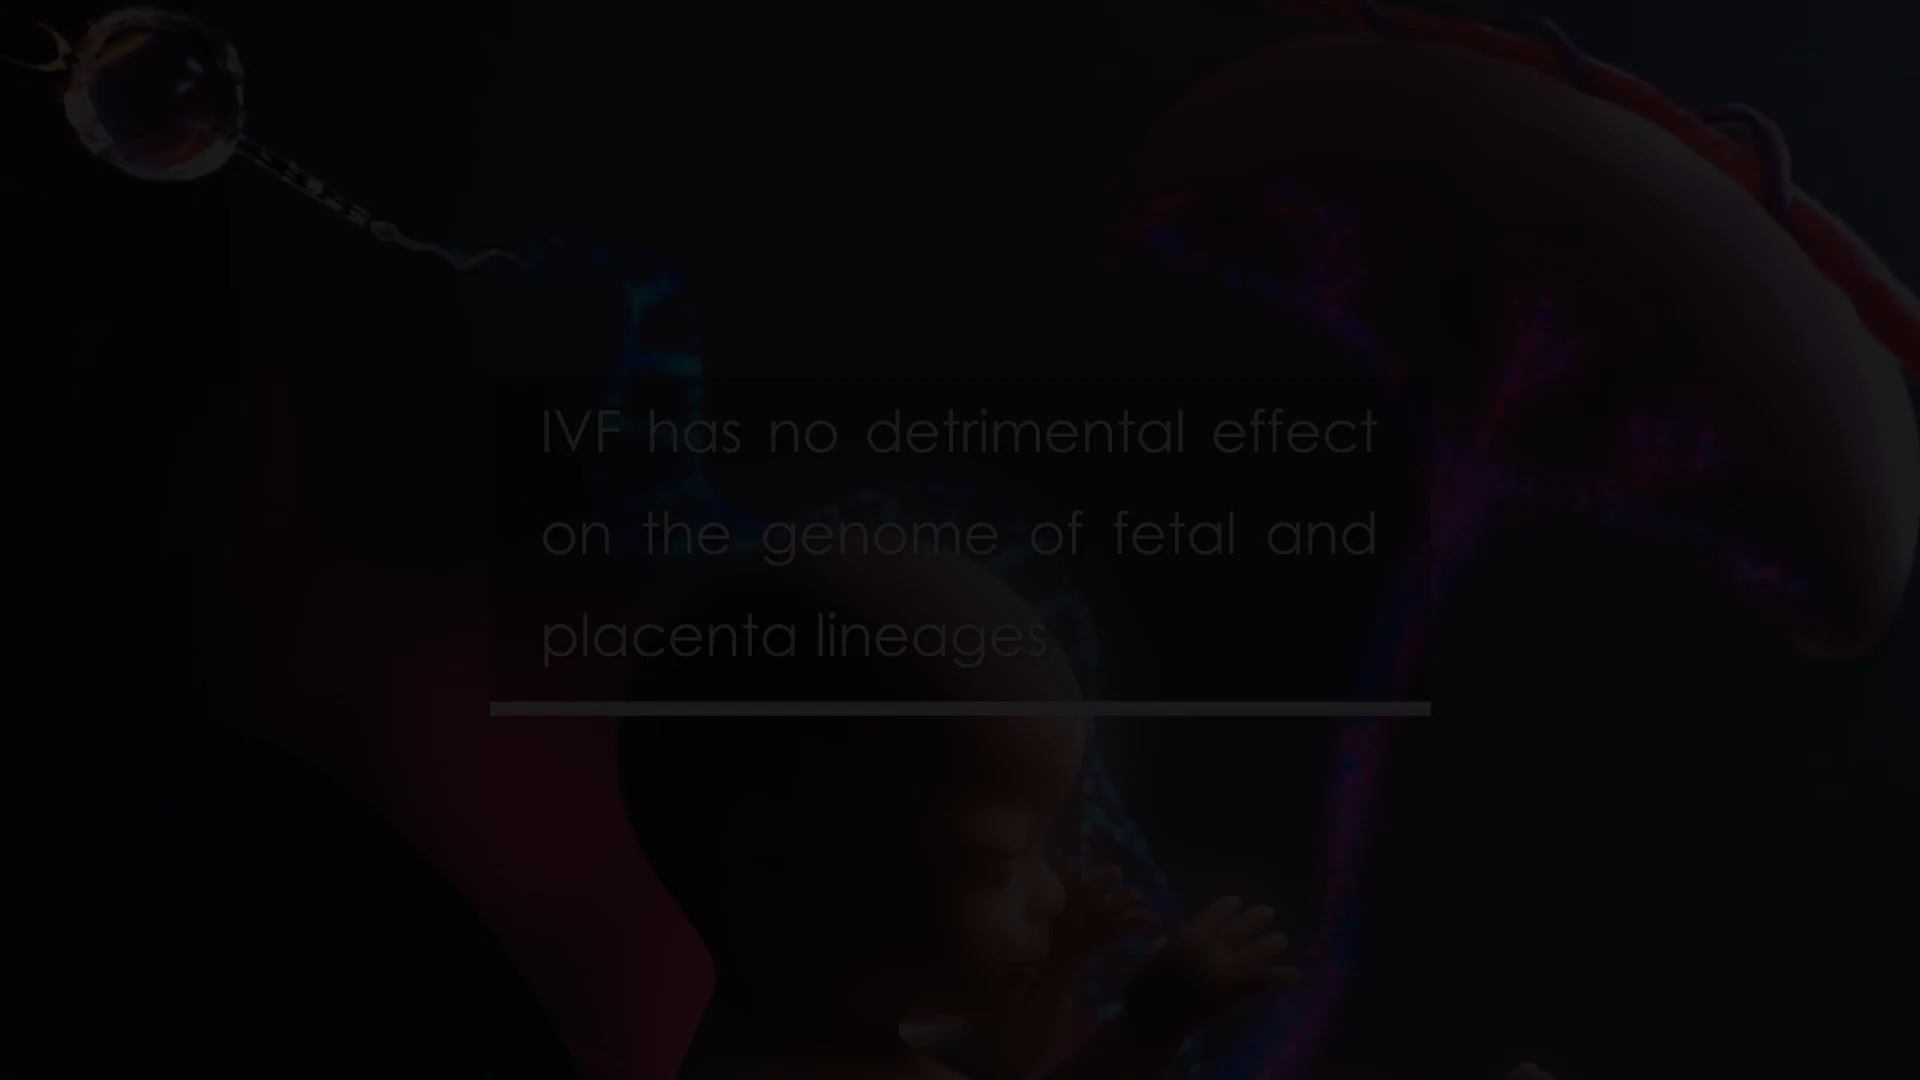 IVF has no detrimental effect
on the genome of fetal and
placenta lineages